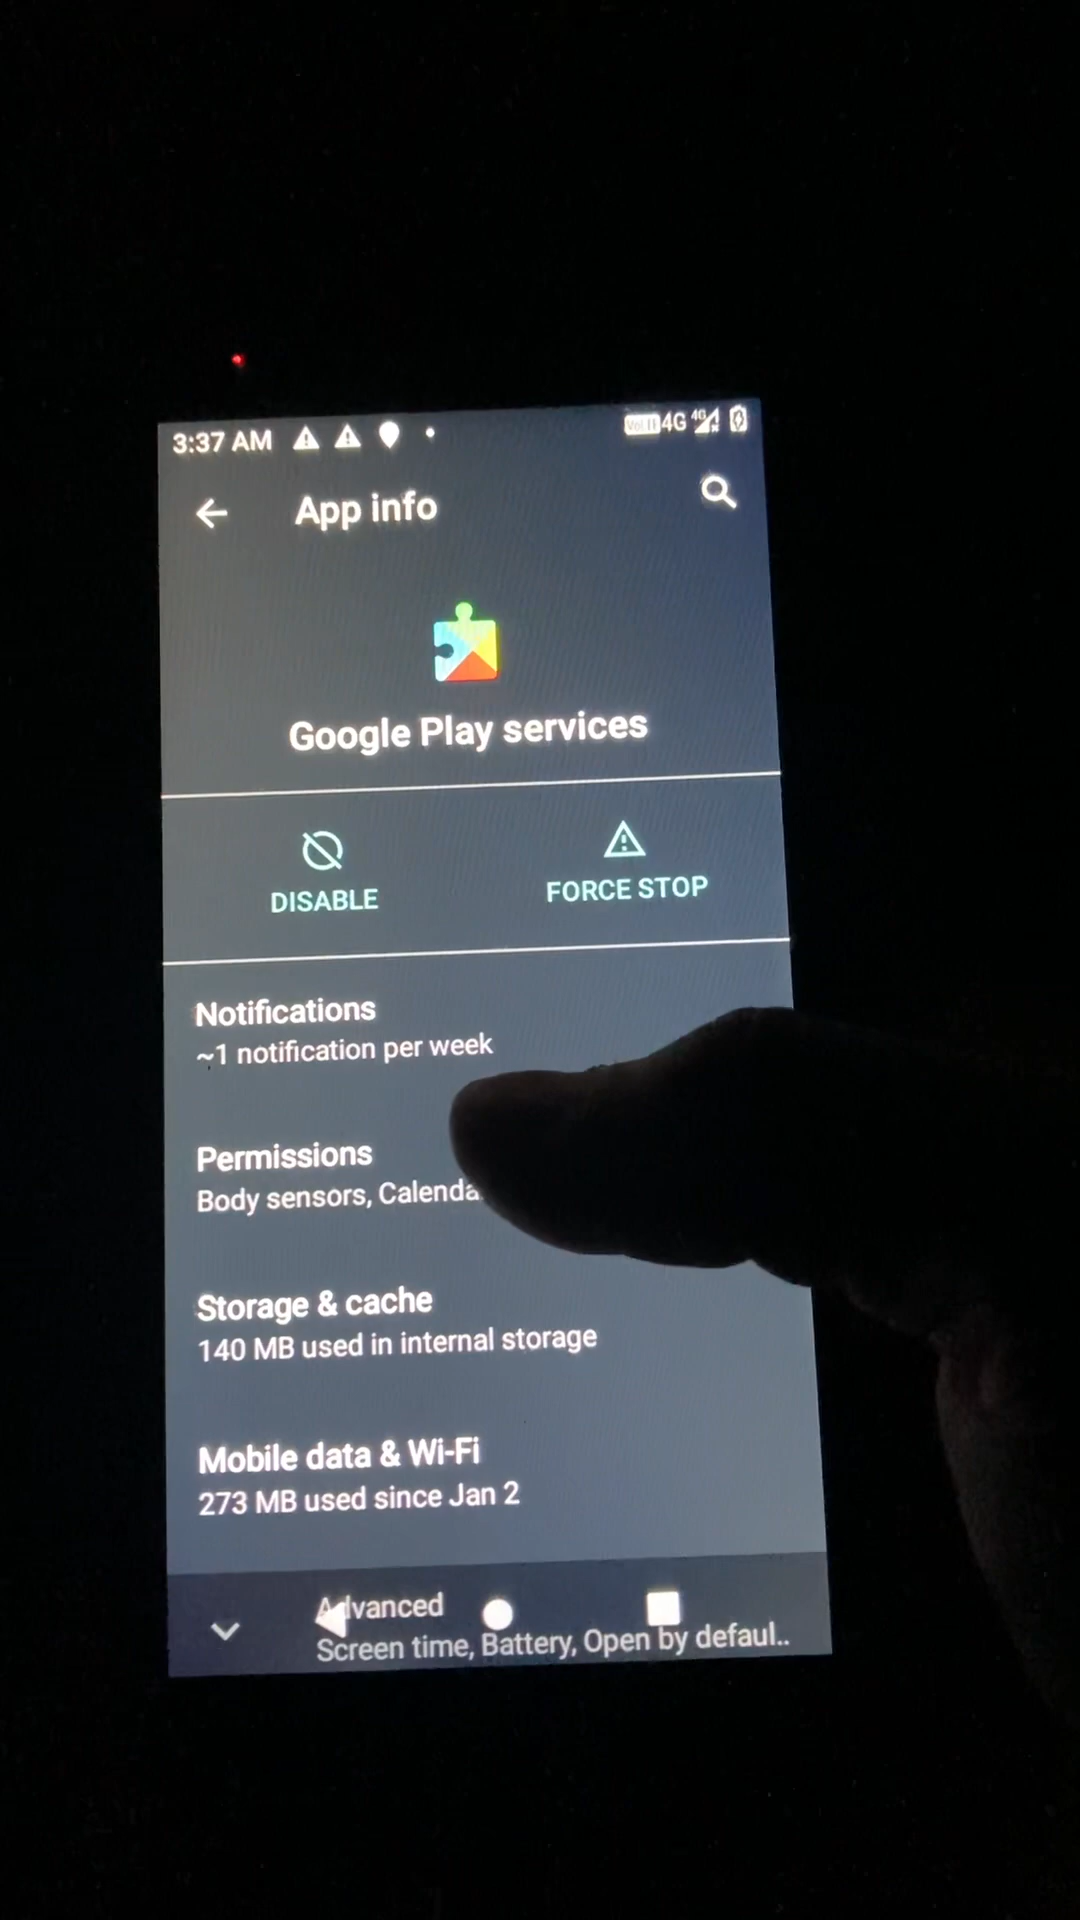 3:37 AM 4G 4G
App info
Google Play services
DISABLE
FORCE STOP
Notifications
~1 notification per week
Permissions
Body sensors,
Storage & cache
140 MB used in internal storage
Mobile data & Wi-Fi
273 MB used since Jan 2
Advanced
Screen time, Battery, Open by defaul..